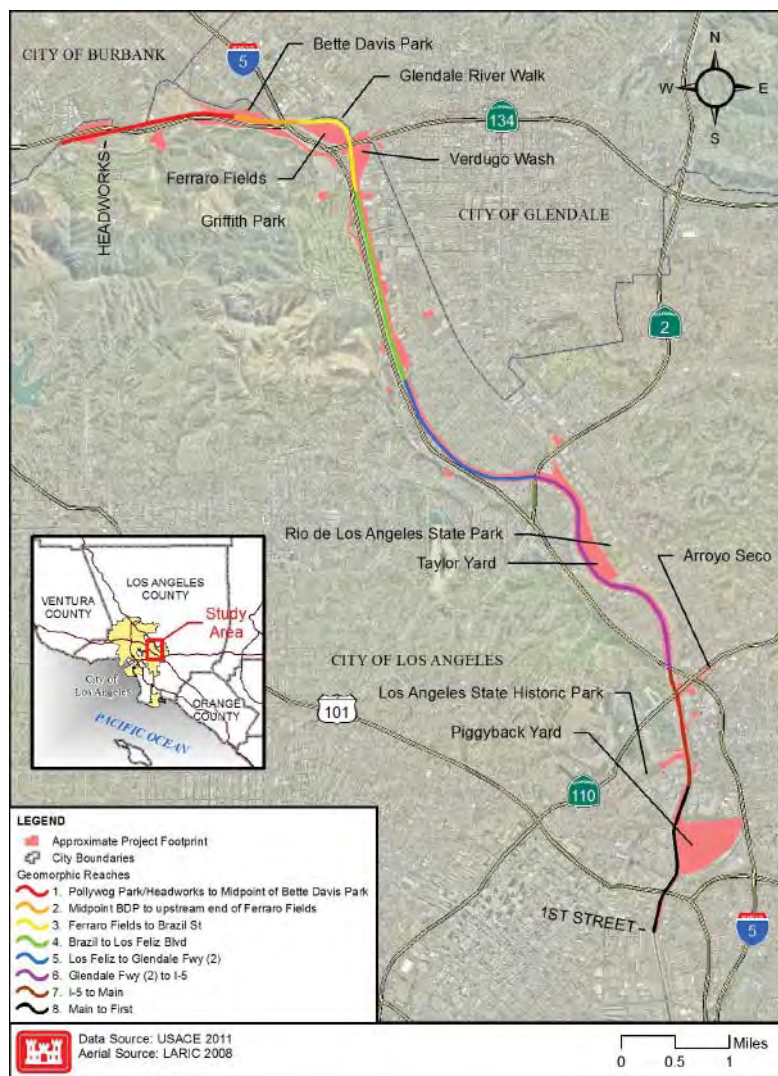 Bette Davis Park
CITY OF BURBANK
5
Glendale River Walk
N
W E
S
134
HEADWORKS
Ferraro Fields
Verdugo Wash
Griffith Park
CITY OF GLENDALE
2
Rio de Los Angeles State Park
Taylor Yard
Arroyo Seco
LOS ANGELES
COUNTY
VENTURA
COUNTY
Study
Area
City of
Los Angeles
ORANGE
COUNTY
PACIFIC OCEAN
CITY OF LOS ANGELES
101
Los Angeles State Historic Park
Piggyback Yard
110
1ST STREET
5
LEGEND
Approximate Project Footprint
City Boundaries
Geomorphic Reaches
1. Pollywog Park/Headworks to Midpoint of Bette Davis Park
2. Midpoint BDP to upstream end of Ferraro Fields
3. Ferraro Fields to Brazil St
4. Brazil to Los Feliz Blvd
5. Los Feliz to Glendale Fwy (2)
6. Glendale Fwy (2) to I-5
7. I-5 to Main
8. Main to First
Data Source: USACE 2011
Aerial Source: LARIC 2008
Miles
0 0.5 1